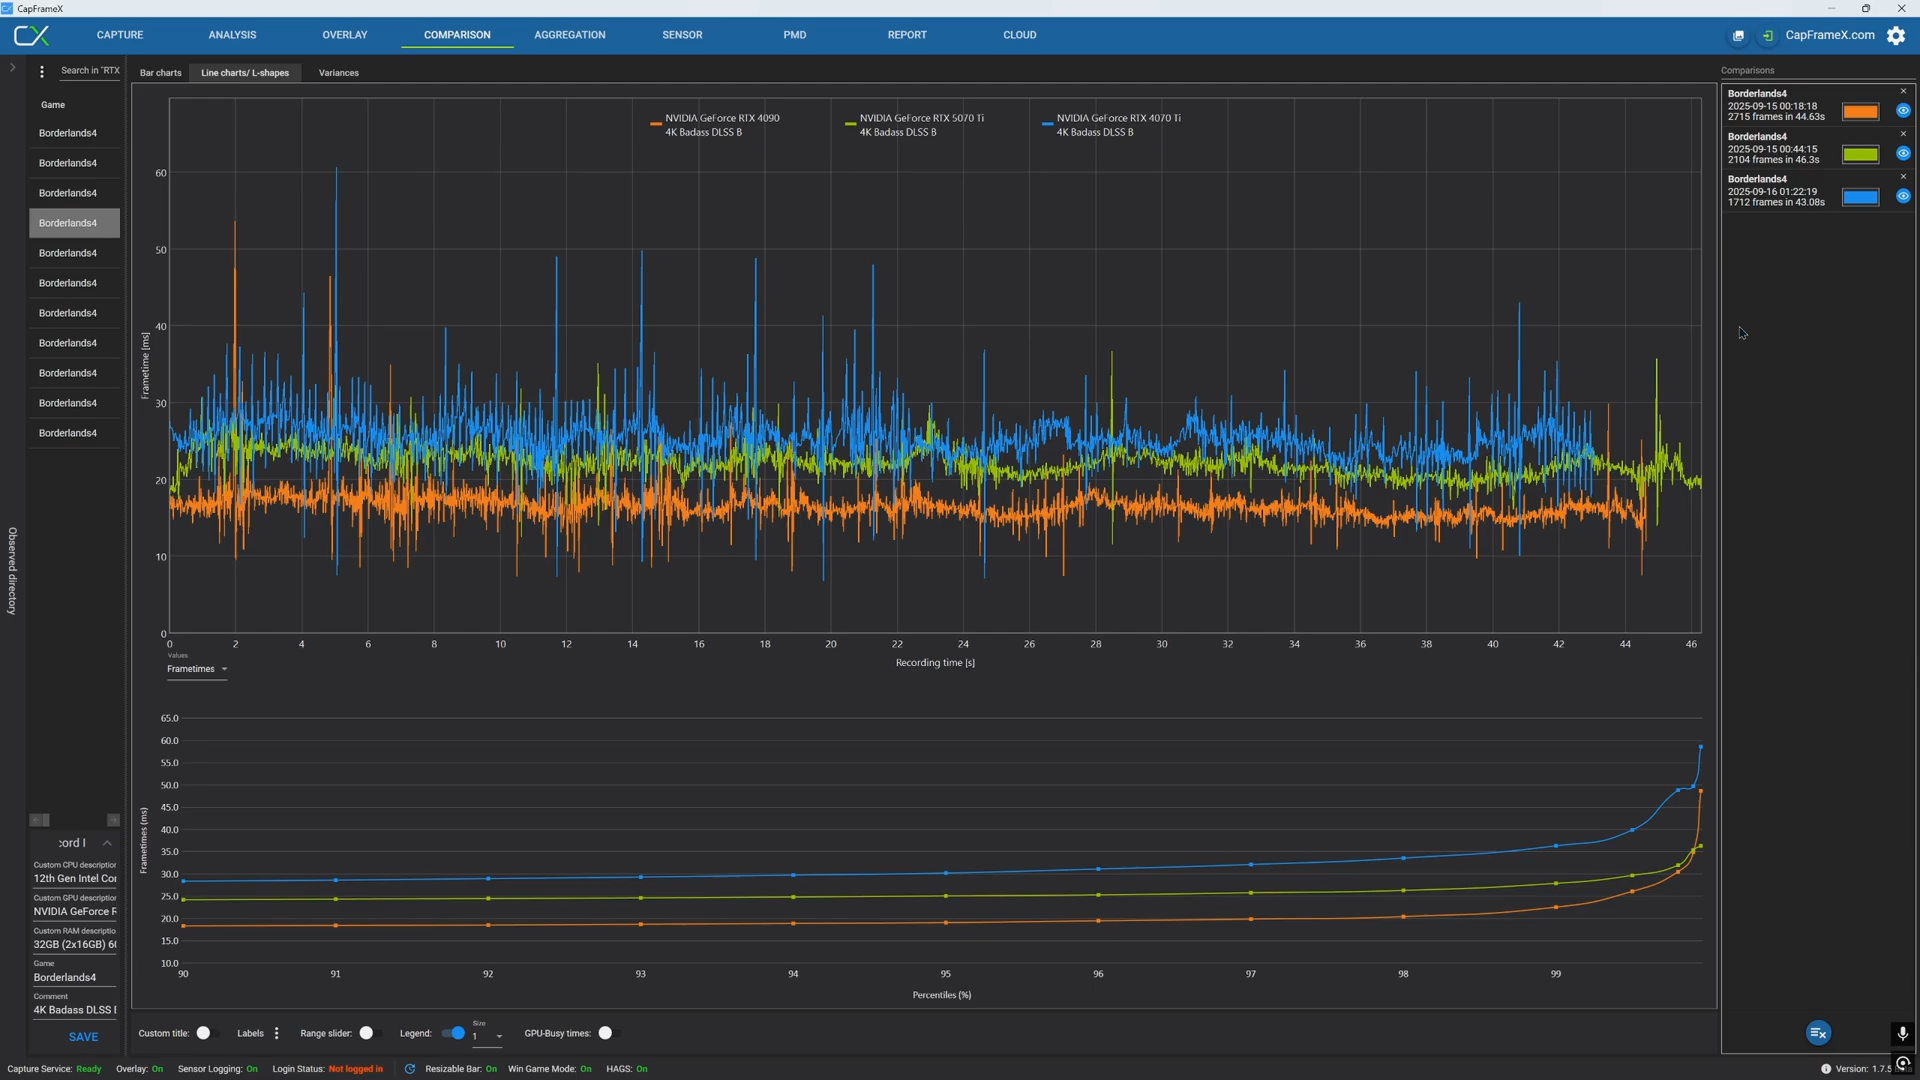 CapFrameX
CX
CAPTURE
ANALYSIS
OVERLAY
COMPARISON
AGGREGATION
SENSOR
PMD
REPORT
CLOUD
CapFrameX.com
Search in "RTX
Game
Borderlands4
Borderlands4
Borderlands4
Borderlands4
Borderlands4
Borderlands4
Borderlands4
Borderlands4
Borderlands4
Borderlands4
Borderlands4
Observed directory
cord I
Custom CPU description
12th Gen Intel Cor
Custom GPU description
NVIDIA GeForce R
Custom RAM descriptio
32GB (2x16GB) 60
Game
Borderlands4
Comment
4K Badass DLSS B
SAVE
Bar charts
Line charts/ L-shapes
Variances
NVIDIA GeForce RTX 4090
4K Badass DLSS B
NVIDIA GeForce RTX 5070 Ti
4K Badass DLSS B
NVIDIA GeForce RTX 4070 Ti
4K Badass DLSS B
Frametime [ms]
60
50
40
30
20
10
0
0 2 4 6 8 10 12 14 16 18 20 22 24 26 28 30 32 34 36 38 40 42 44 46
Recording time [s]
Values
Frametimes
Frametimes (ms)
65.0
60.0
55.0
50.0
45.0
40.0
35.0
30.0
25.0
20.0
15.0
10.0
90 91 92 93 94 95 96 97 98 99
Percentiles (%)
Custom title:
Labels
Range slider:
Legend:
Size
1
GPU-Busy times:
Comparisons
Borderlands4
2025-09-15 00:18:18
2715 frames in 44.63s
Borderlands4
2025-09-15 00:44:15
2104 frames in 46.3s
Borderlands4
2025-09-16 01:22:19
1712 frames in 43.08s
Capture Service: Ready
Overlay: On
Sensor Logging: On
Login Status: Not logged in
Resizable Bar: On
Win Game Mode: On
HAGS: On
Version: 1.7.5